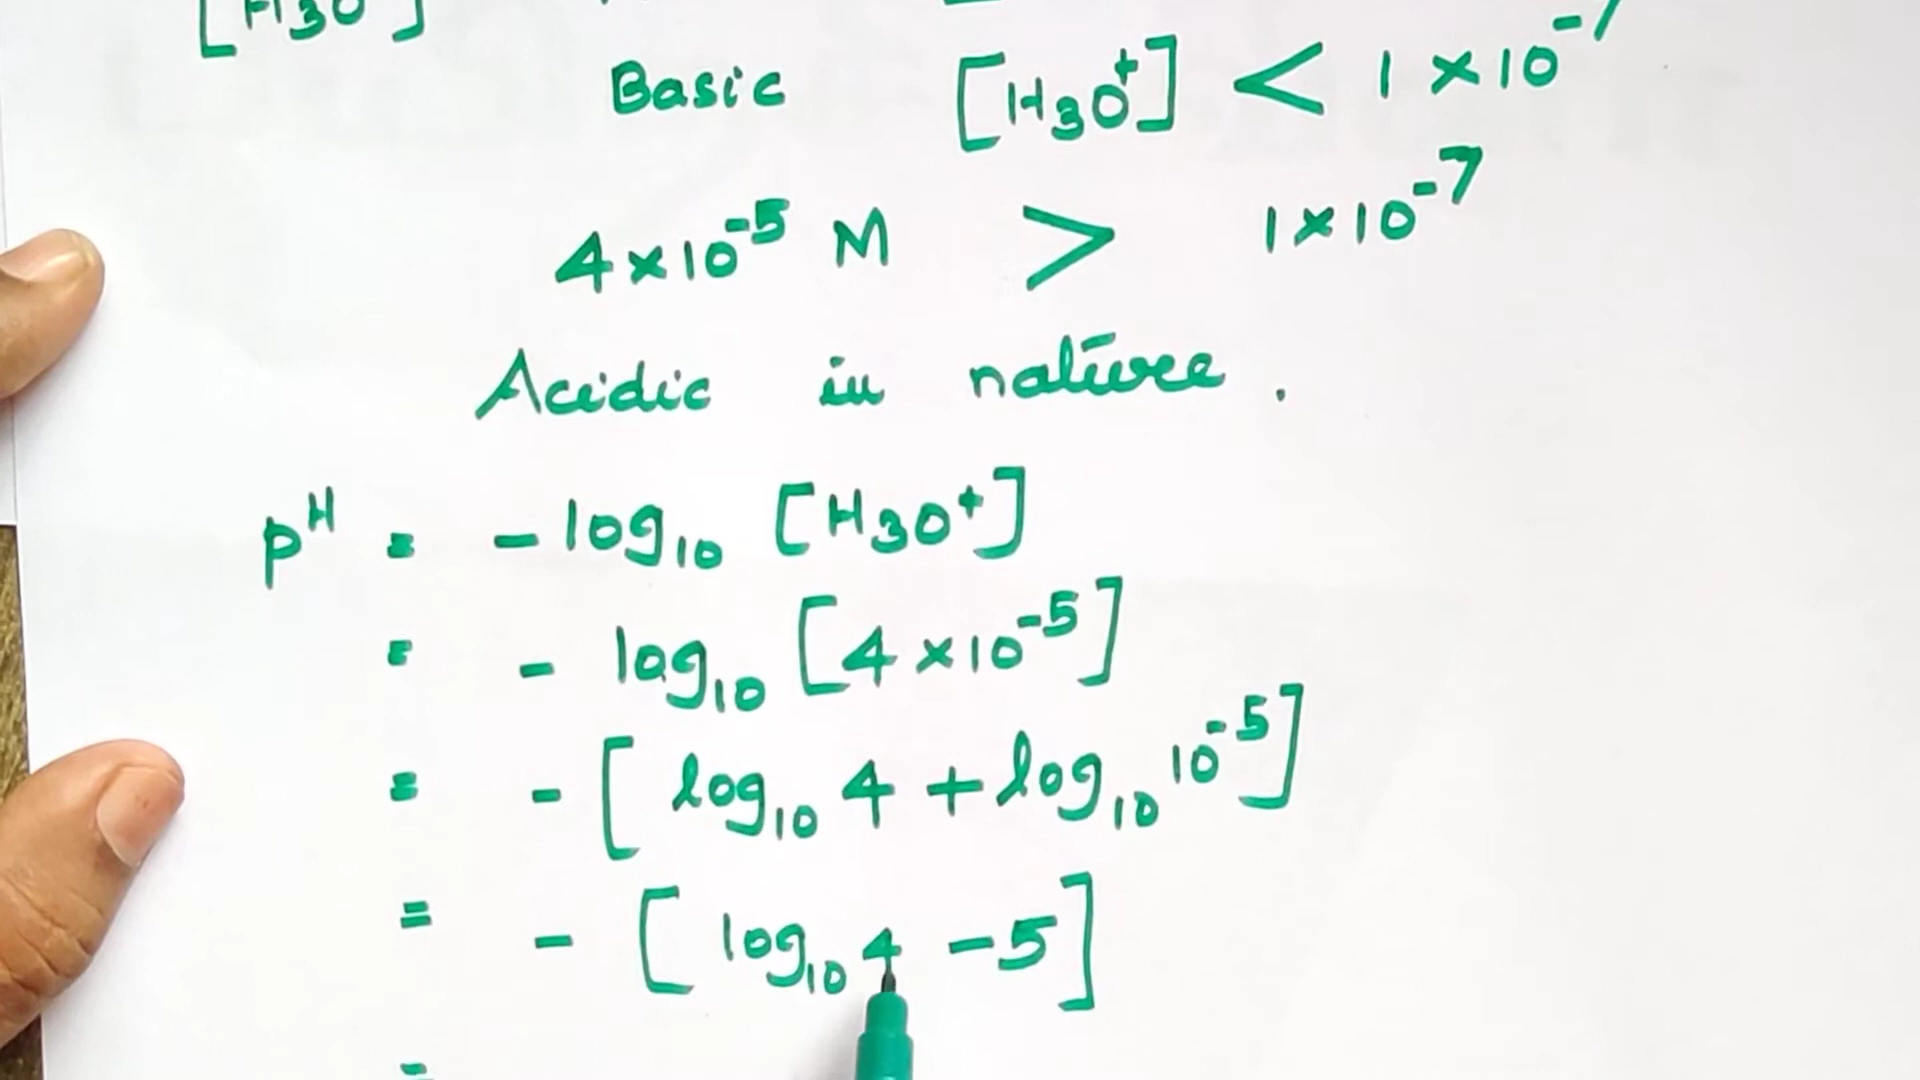 [H3O
Basic [H3O+] < 1 × 10-7
4×10-5 M > 1×10-7
Acidic in nature .
pH = - log10 [H3O+]
= - log10 [4 ×10-5]
= - [ log10 4 + log10 10-5]
= - [ log10 4 - 5]
=